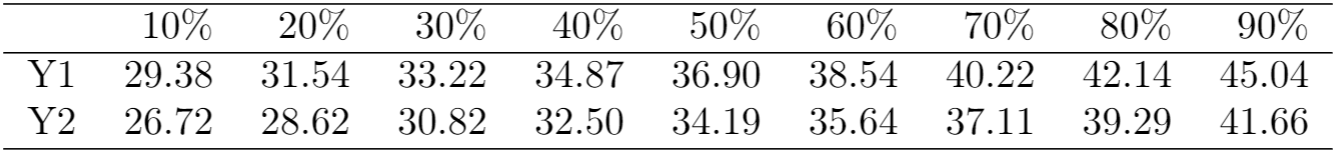 10% 20% 30% 40% 50% 60% 70% 80% 90%
Y1 29.38 31.54 33.22 34.87 36.90 38.54 40.22 42.14 45.04
Y2 26.72 28.62 30.82 32.50 34.19 35.64 37.11 39.29 41.66